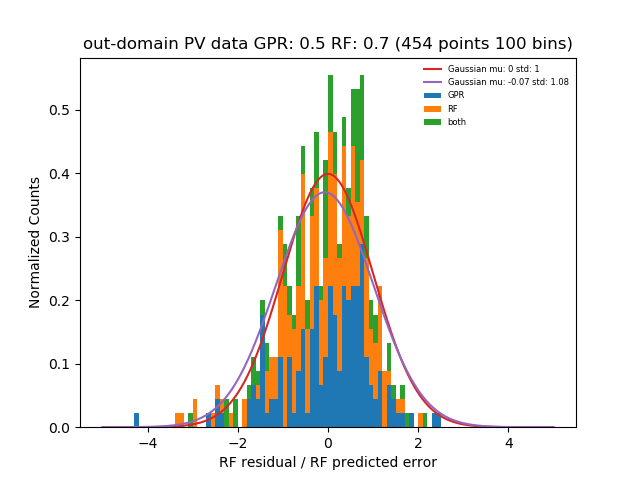 out-domain PV data GPR: 0.5 RF: 0.7 (454 points 100 bins)
Gaussian mu: 0 std: 1
Gaussian mu: -0.07 std: 1.08
GPR
RF
both
Normalized Counts
0.5
0.4
0.3
0.2
0.1
0.0
−4 −2 0 2 4
RF residual / RF predicted error